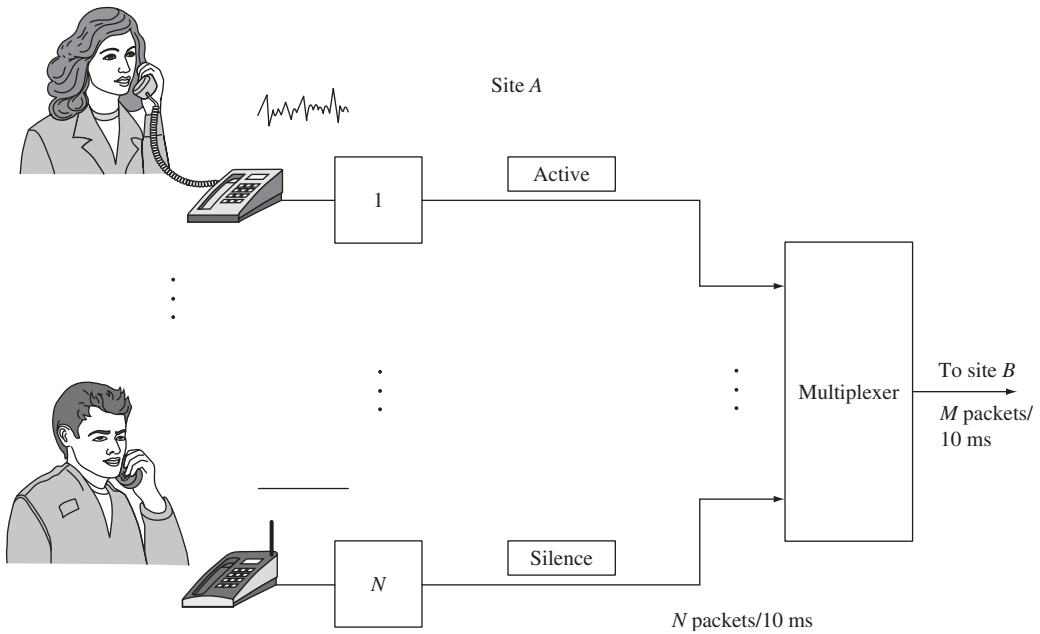 Site A
Active
1
To site B
Multiplexer
M packets/
10 ms
Silence
N
N packets/10 ms